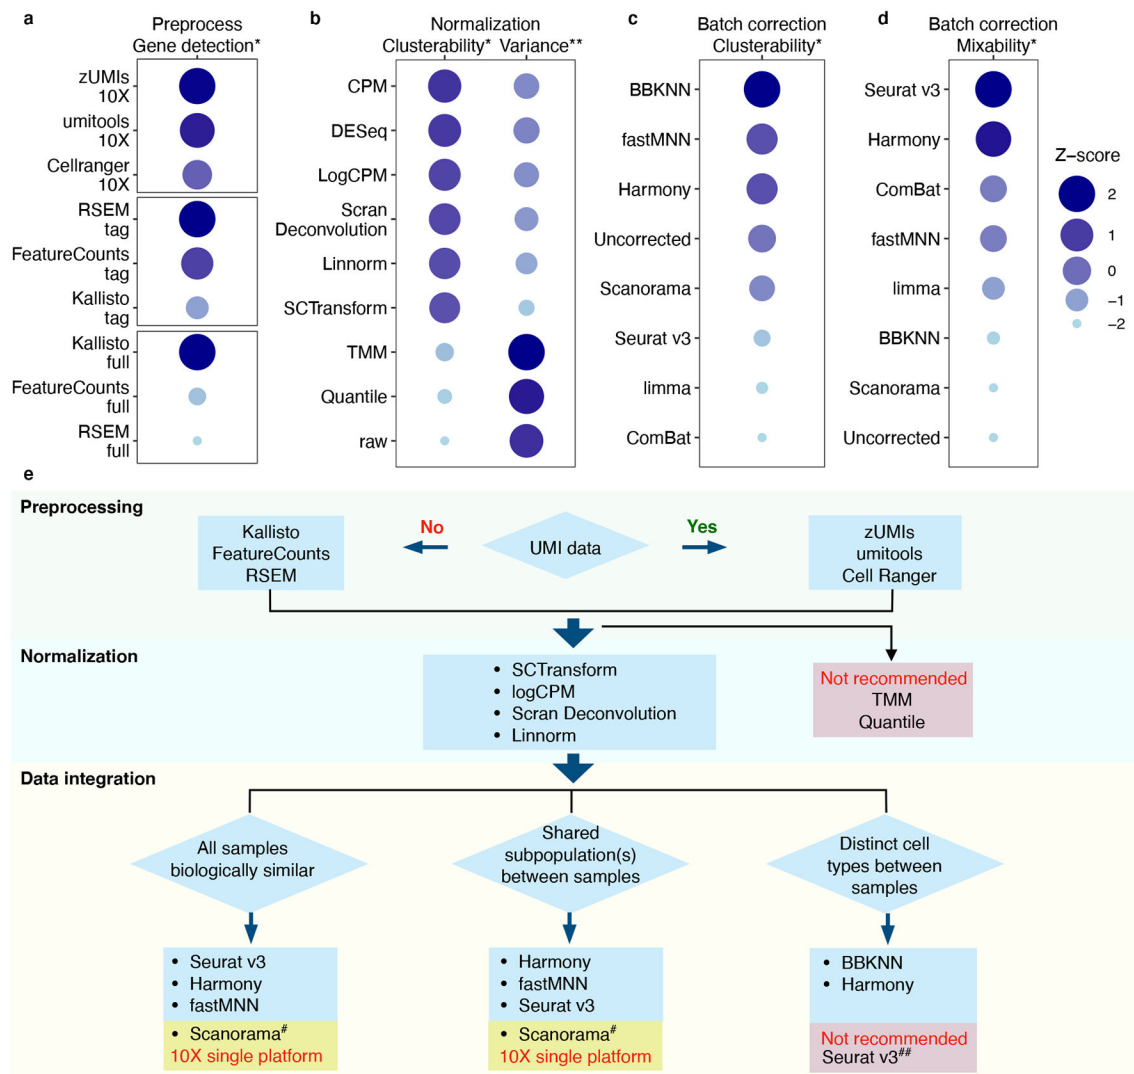 a
Preprocess
Gene detection*
zUMIs
10X
umitools
10X
Cellranger
10X
RSEM
tag
FeatureCounts
tag
Kallisto
tag
Kallisto
full
FeatureCounts
full
RSEM
full
b
Normalization
Clusterability* Variance**
CPM
DESeq
LogCPM
Scran
Deconvolution
Linnorm
SCTransform
TMM
Quantile
raw
c
Batch correction
Clusterability*
BBKNN
fastMNN
Harmony
Uncorrected
Scanorama
Seurat v3
limma
ComBat
d
Batch correction
Mixability*
Seurat v3
Harmony
ComBat
fastMNN
limma
BBKNN
Scanorama
Uncorrected
Z−score
2
1
0
−1
−2
e
Preprocessing
Kallisto
FeatureCounts
RSEM
No
UMI data
Yes
zUMIs
umitools
Cell Ranger
Normalization
• SCTransform
• logCPM
• Scran Deconvolution
• Linnorm
Not recommended
TMM
Quantile
Data integration
All samples
biologically similar
Shared
subpopulation(s)
between samples
Distinct cell
types between
samples
• Seurat v3
• Harmony
• fastMNN
• Scanorama#
10X single platform
• Harmony
• fastMNN
• Seurat v3
• Scanorama#
10X single platform
• BBKNN
• Harmony
Not recommended
Seurat v3##